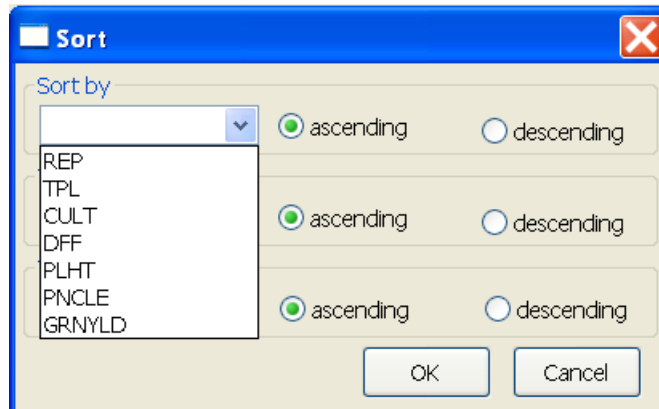 Sort
Sort by
ascending descending
REP
TPL
CULT
ascending descending
DFF
PLHT
PNCLE
ascending descending
GRNYLD
OK Cancel